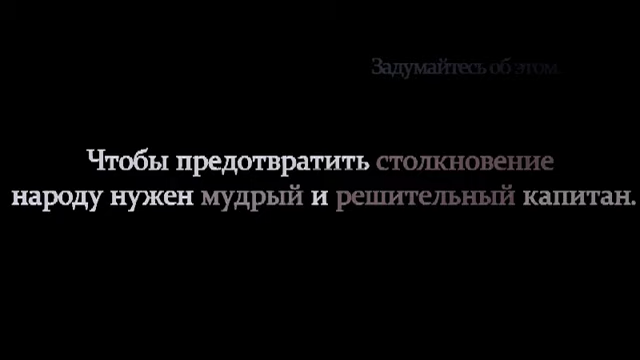 Задумайтесь об этом.
Чтобы предотвратить столкновение
народу нужен мудрый и решительный капитан.